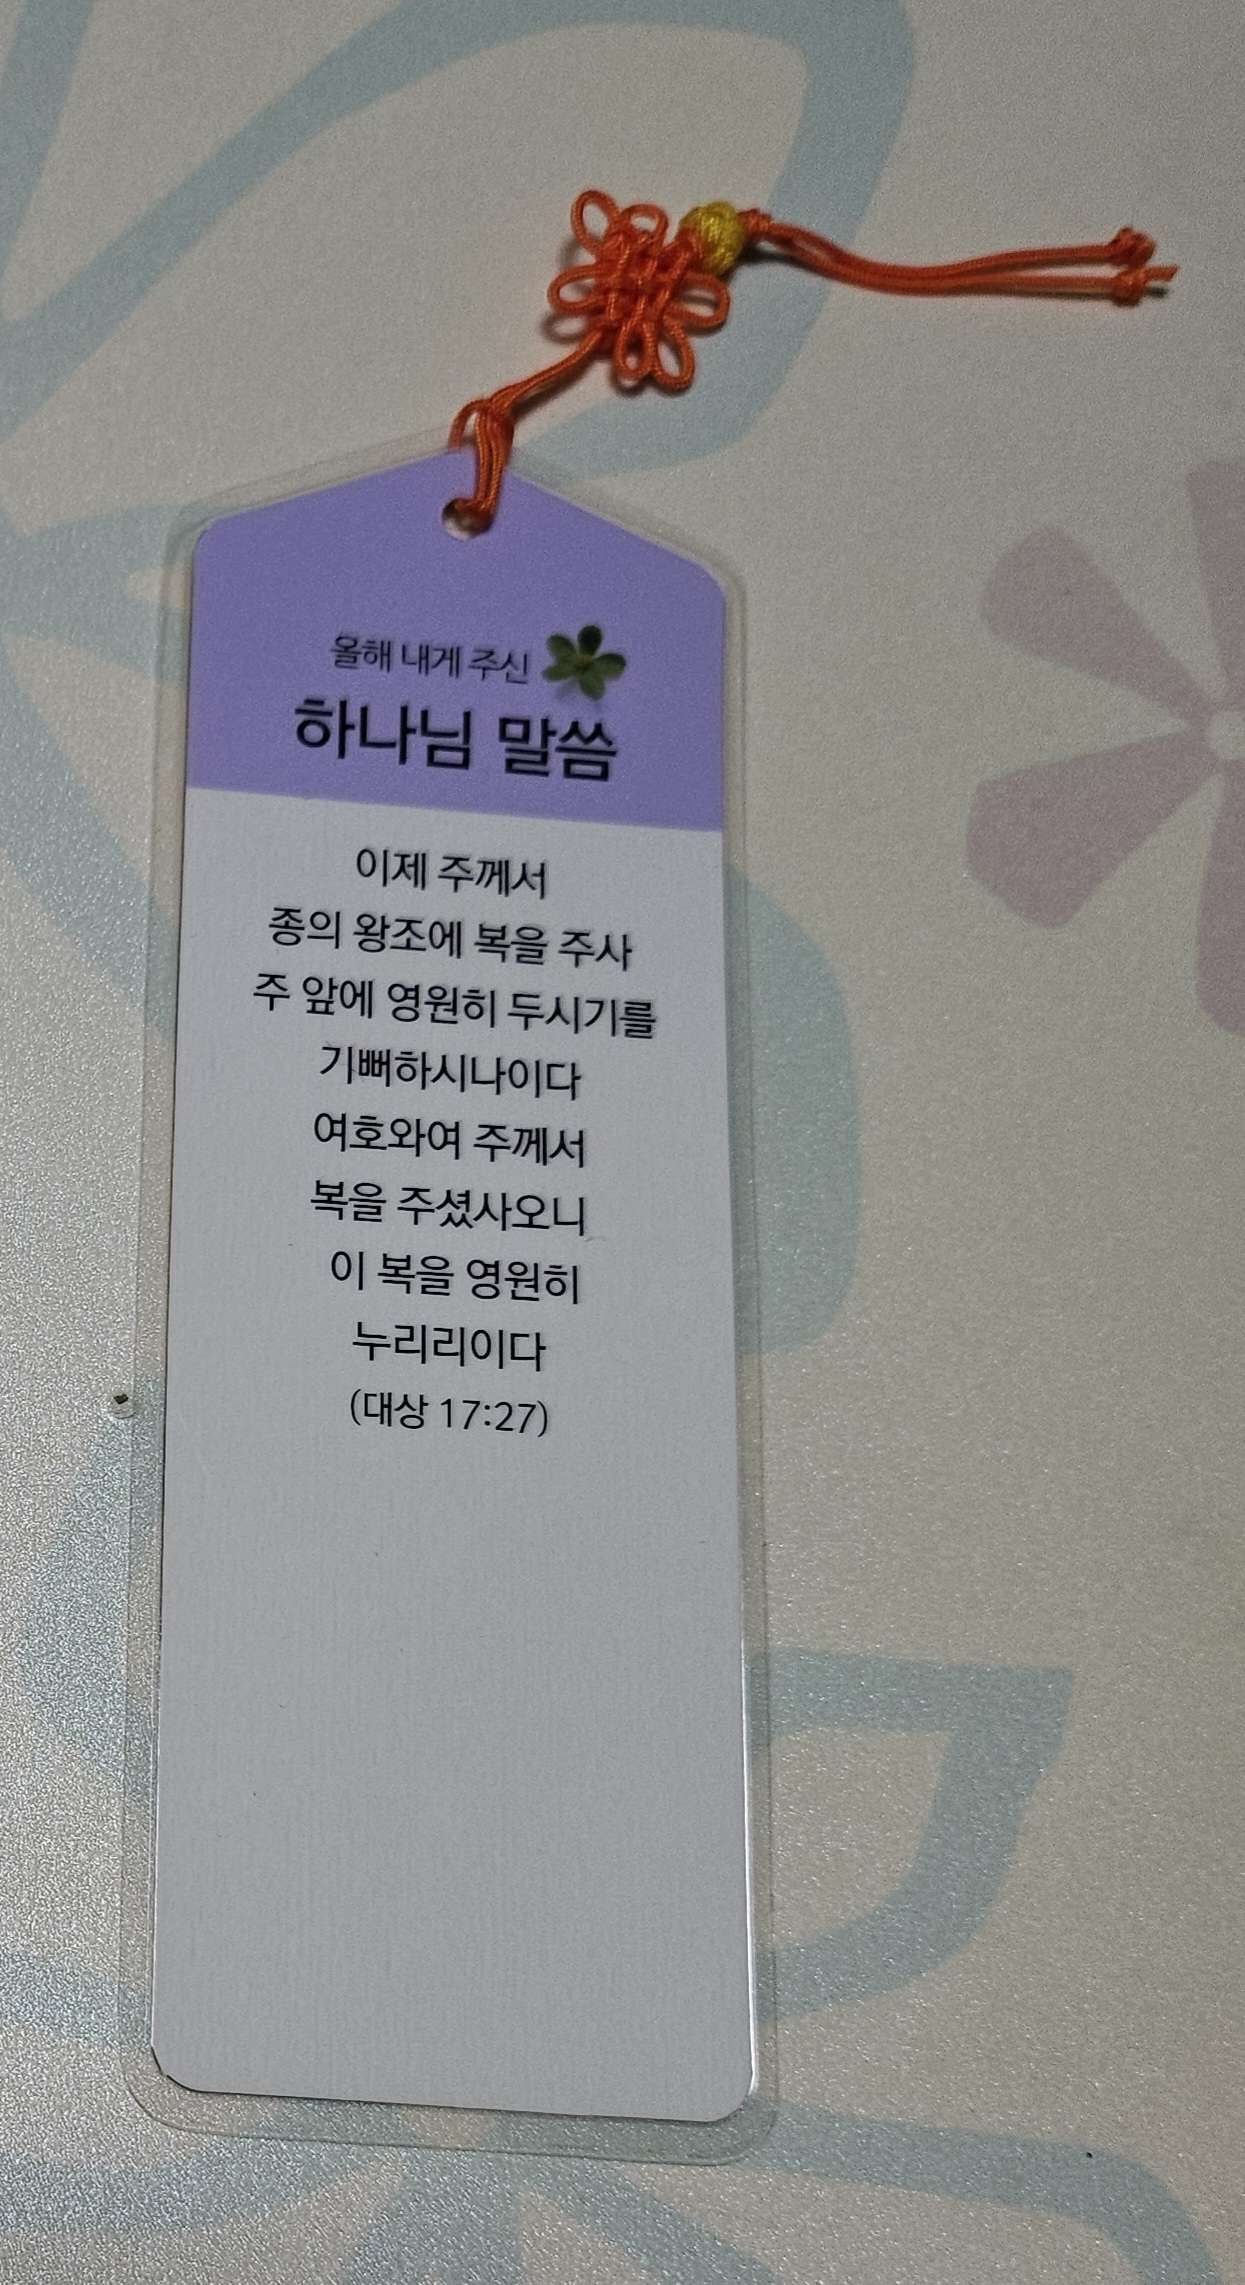 올해 내게 주신
하나님 말씀
이제 주께서
종의 왕조에 복을 주사
주 앞에 영원히 두시기를
기뻐하시나이다
여호와여 주께서
복을 주셨사오니
이 복을 영원히
누리리이다
(대상 17:27)